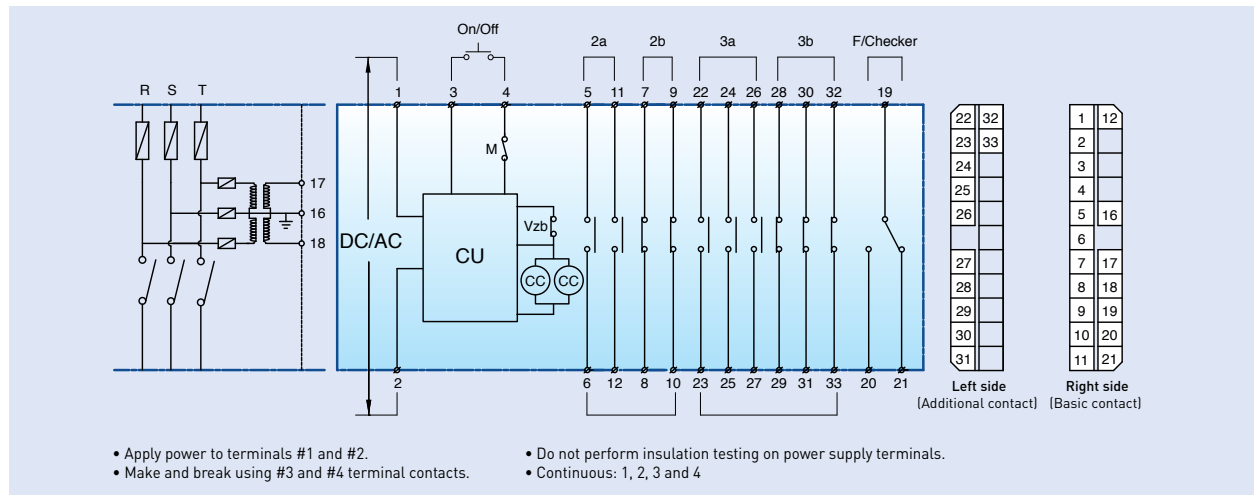 On/Off
2a 2b 3a 3b F/Checker
R S T
1 3 4 5 11 7 9 22 24 26 28 30 32 19
M
17
16
18
DC/AC
CU
Vzb
CC CC
2 6 12 8 10 23 25 27 29 31 33 20 21
22 32
23 33
24
25
26
27
28
29
30
31
Left side
(Additional contact)
1 12
2
3
4
5 16
6
7 17
8 18
9 19
10 20
11 21
Right side
(Basic contact)
• Apply power to terminals #1 and #2.
• Make and break using #3 and #4 terminal contacts.
• Do not perform insulation testing on power supply terminals.
• Continuous: 1, 2, 3 and 4